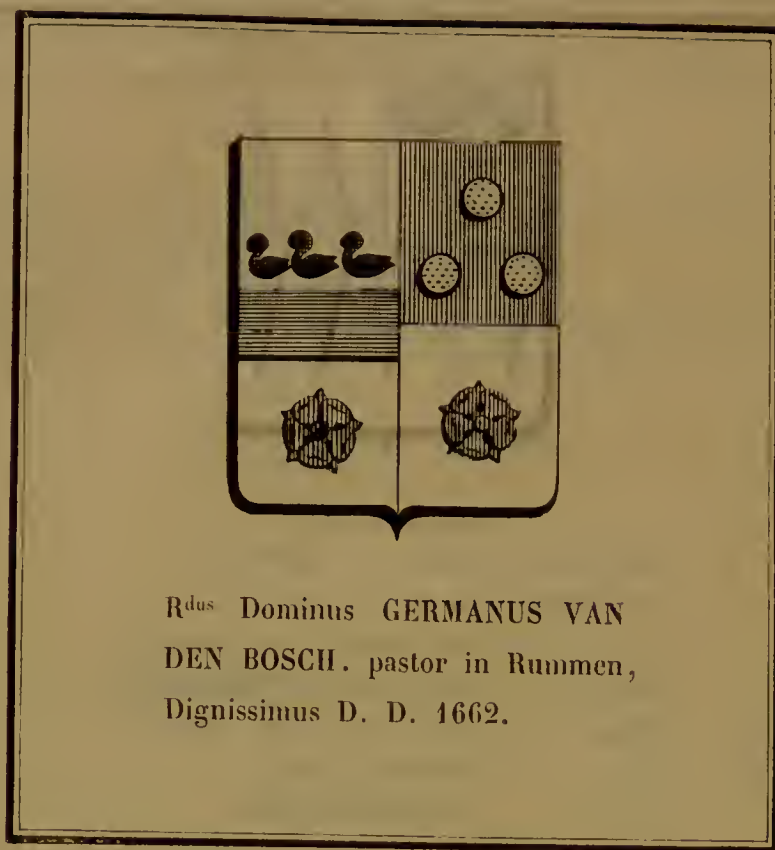 Rdus Dominus GERMANUS VAN
DEN BOSCH. pastor in Rummen,
Dignissimus D. D. 1662.